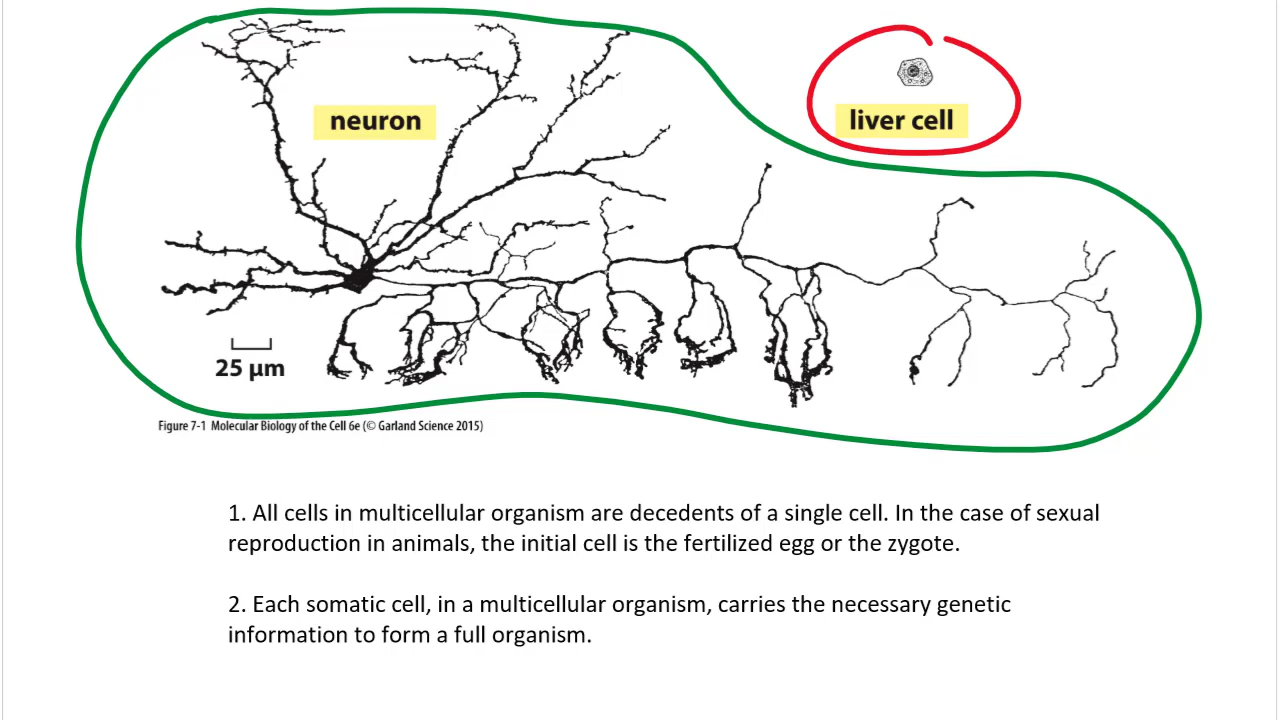 neuron
liver cell
25 μm
Figure 7-1 Molecular Biology of the Cell 6e (© Garland Science 2015)
1. All cells in multicellular organism are decedents of a single cell. In the case of sexual
reproduction in animals, the initial cell is the fertilized egg or the zygote.
2. Each somatic cell, in a multicellular organism, carries the necessary genetic
information to form a full organism.